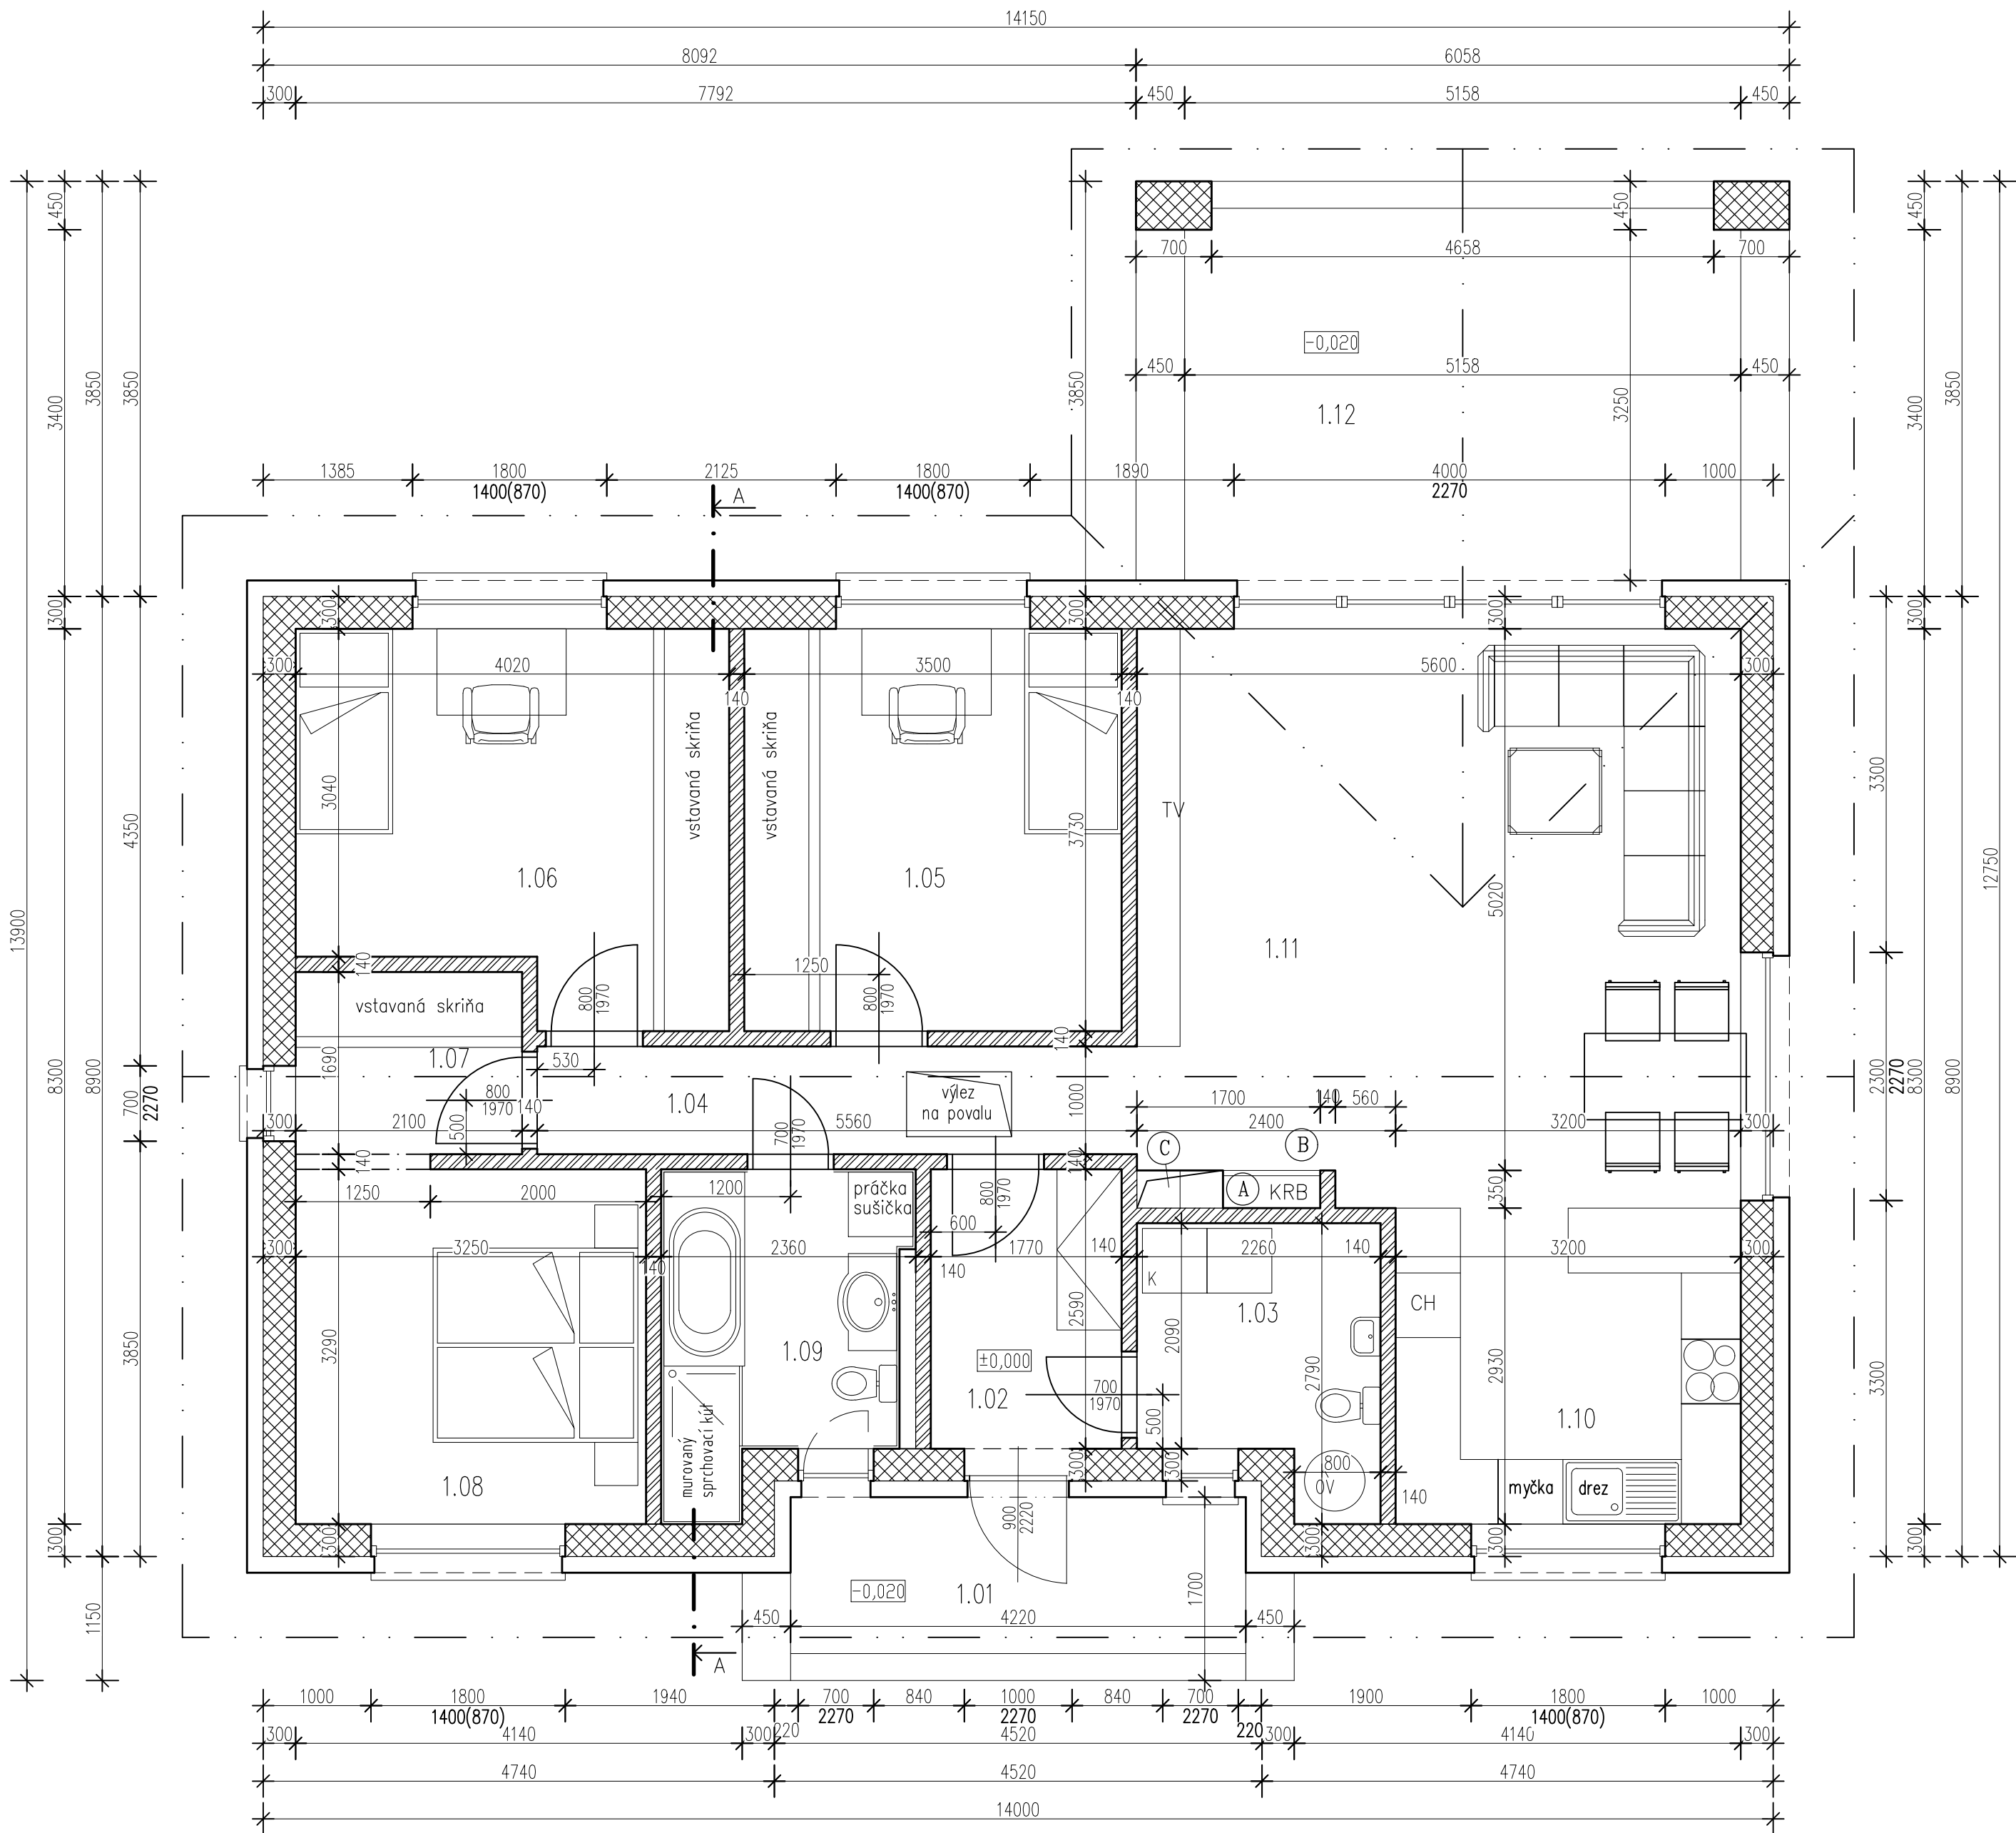 14150
8092 6058
300 7792 450 5158 450
450 3400 3850 3850
450 3400 3850
700 4658 700
450
-0,020
450 5158 450
3850
3250
1.12
1385 1800 2125 1800 1890 4000 1000
1400(870) 1400(870) 2270
A
300 300 300
300 4020 3500 5600 300
140 140
vstavaná skriňa
vstavaná skriňa
3040
3730
TV
5020
1.06 1.05 1.11
13900
300 8300 300
8900
4350
700
2270
3850
1150
3300
2300
2270
3300
300 8300 300
8900
12750
140
1250
800
1970
800
1970
vstavaná skriňa
1.07
1690
530
140
800
1970
500
140
1.04
výlez
na povalu
1000
1700 140 560
300 2100 5560 2400 3200 300
700
1970
C B
A KRB
140
140
350
1250 2000 1200
práčka
sušička
800
1970
600
300 3250 2360 1770 140 2260 140 3200 300
140 140
K
1.03
CH
3290
2590
2090
2790
2930
1.09
±0,000
1.02
700
1970
500
1.10
1.08
murovaný
sprchovací kút
300 300
800
OV
140
myčka drez
300 300 300
900
2220
-0,020
1.01
1700
450 4220 450
A
1000 1800 1940 700 840 1000 840 700 1900 1800 1000
1400(870) 2270 2270 2270 1400(870)
220 220
300 4140 300 4520 300 4140 300
4740 4520 4740
14000